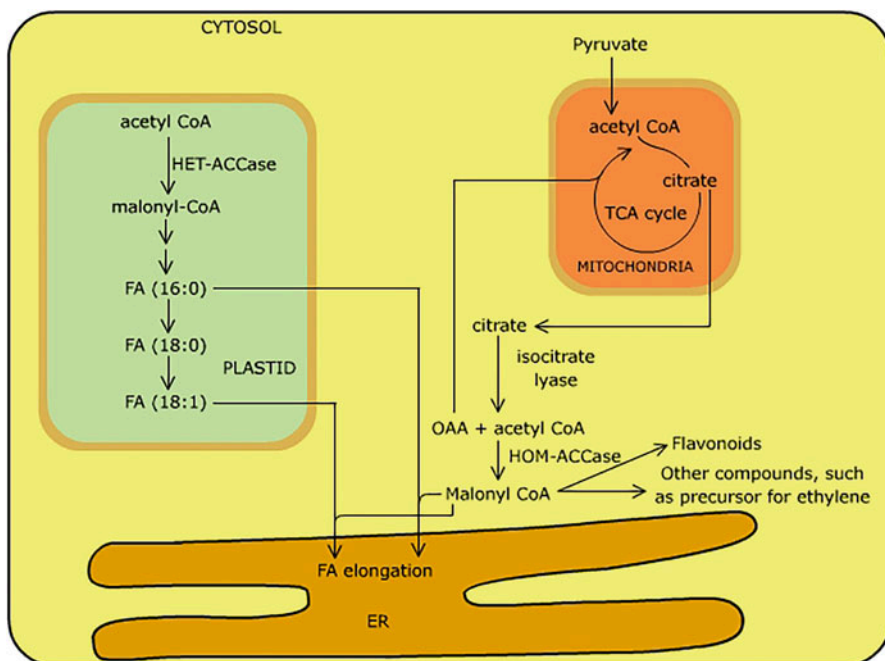 CYTOSOL
acetyl CoA
HET-ACCase
malonyl-CoA
FA (16:0)
FA (18:0)
PLASTID
FA (18:1)
Pyruvate
acetyl CoA
citrate
TCA cycle
MITOCHONDRIA
citrate
isocitrate
lyase
OAA + acetyl CoA
HOM-ACCase
Malonyl CoA
Flavonoids
Other compounds, such
as precursor for ethylene
FA elongation
ER